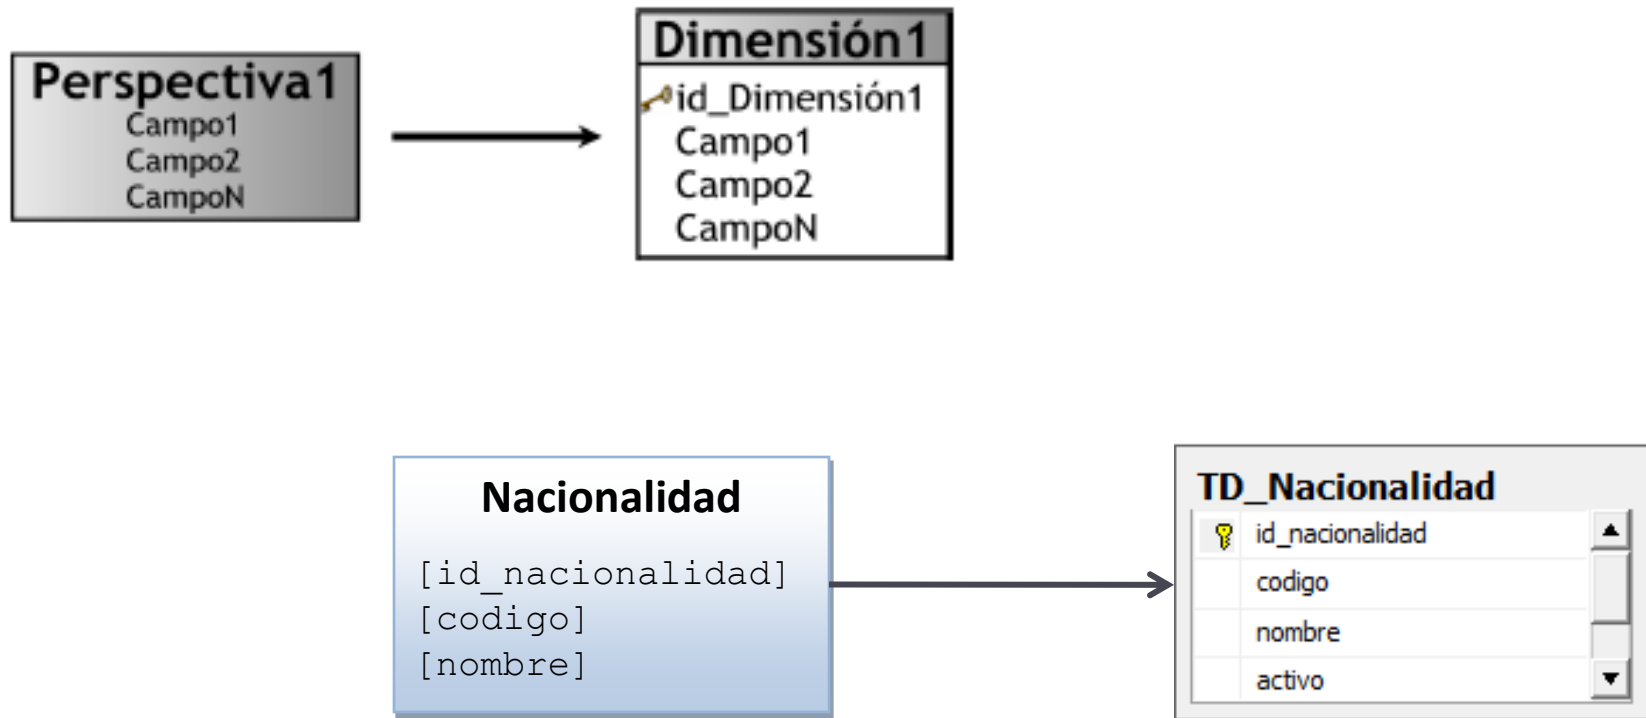 Perspectiva1
Campo1
Campo2
CampoN
Dimensión1
id_Dimensión1
Campo1
Campo2
CampoN
Nacionalidad
[id_nacionalidad]
[codigo]
[nombre]
TD_Nacionalidad
id_nacionalidad
codigo
nombre
activo